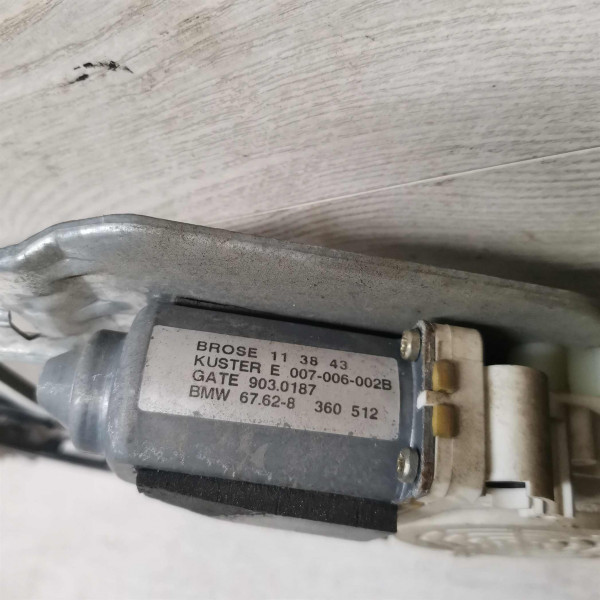 BROSE 11 38 43
KUSTER E 007-006-002B
GATE 903.0187
BMW 67.62-8 360 512